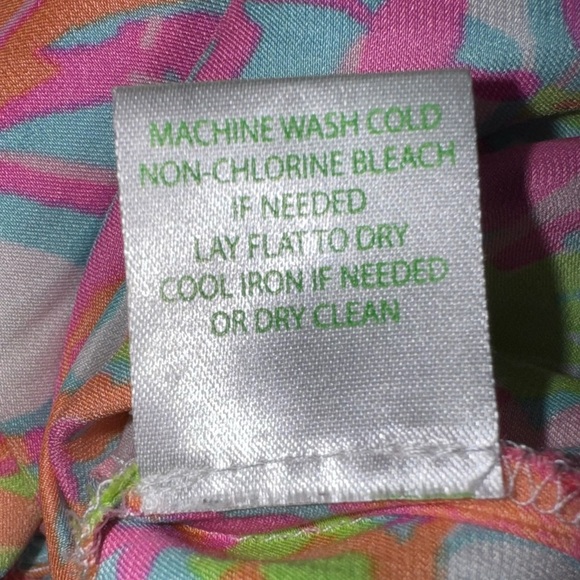 MACHINE WASH COLD
NON-CHLORINE BLEACH
IF NEEDED
LAY FLAT TO DRY
COOL IRON IF NEEDED
OR DRY CLEAN